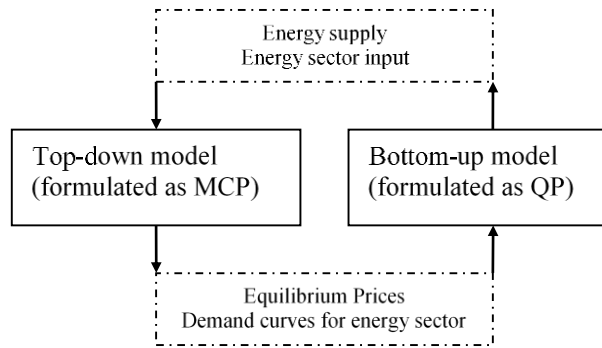 Energy supply
Energy sector input
Top-down model
(formulated as MCP)
Bottom-up model
(formulated as QP)
Equilibrium Prices
Demand curves for energy sector